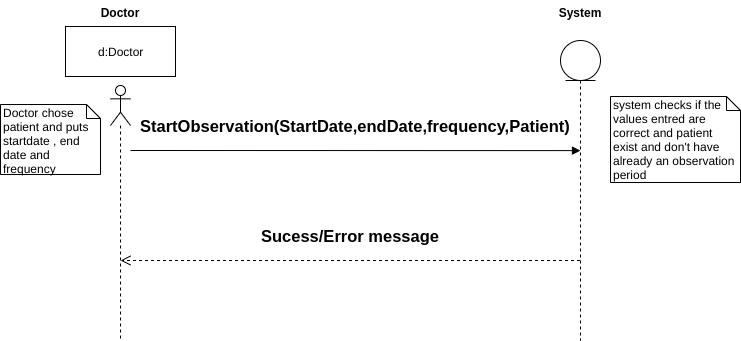 Doctor
System
d:Doctor
Doctor chose
patient and puts
startdate , end
date and
frequency
StartObservation(StartDate,endDate,frequency,Patient)
system checks if the
values entred are
correct and patient
exist and don't have
already an observation
period
Sucess/Error message